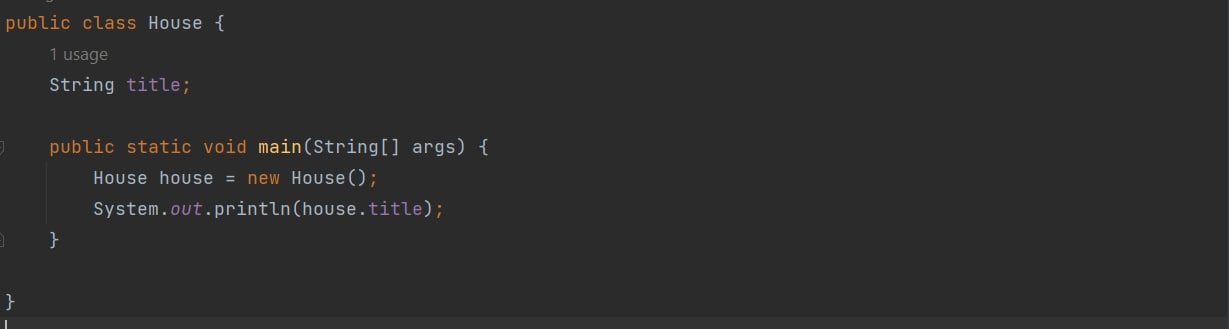 public class House {
1 usage
String title;
public static void main(String[] args) {
House house = new House();
System.out.println(house.title);
}
}